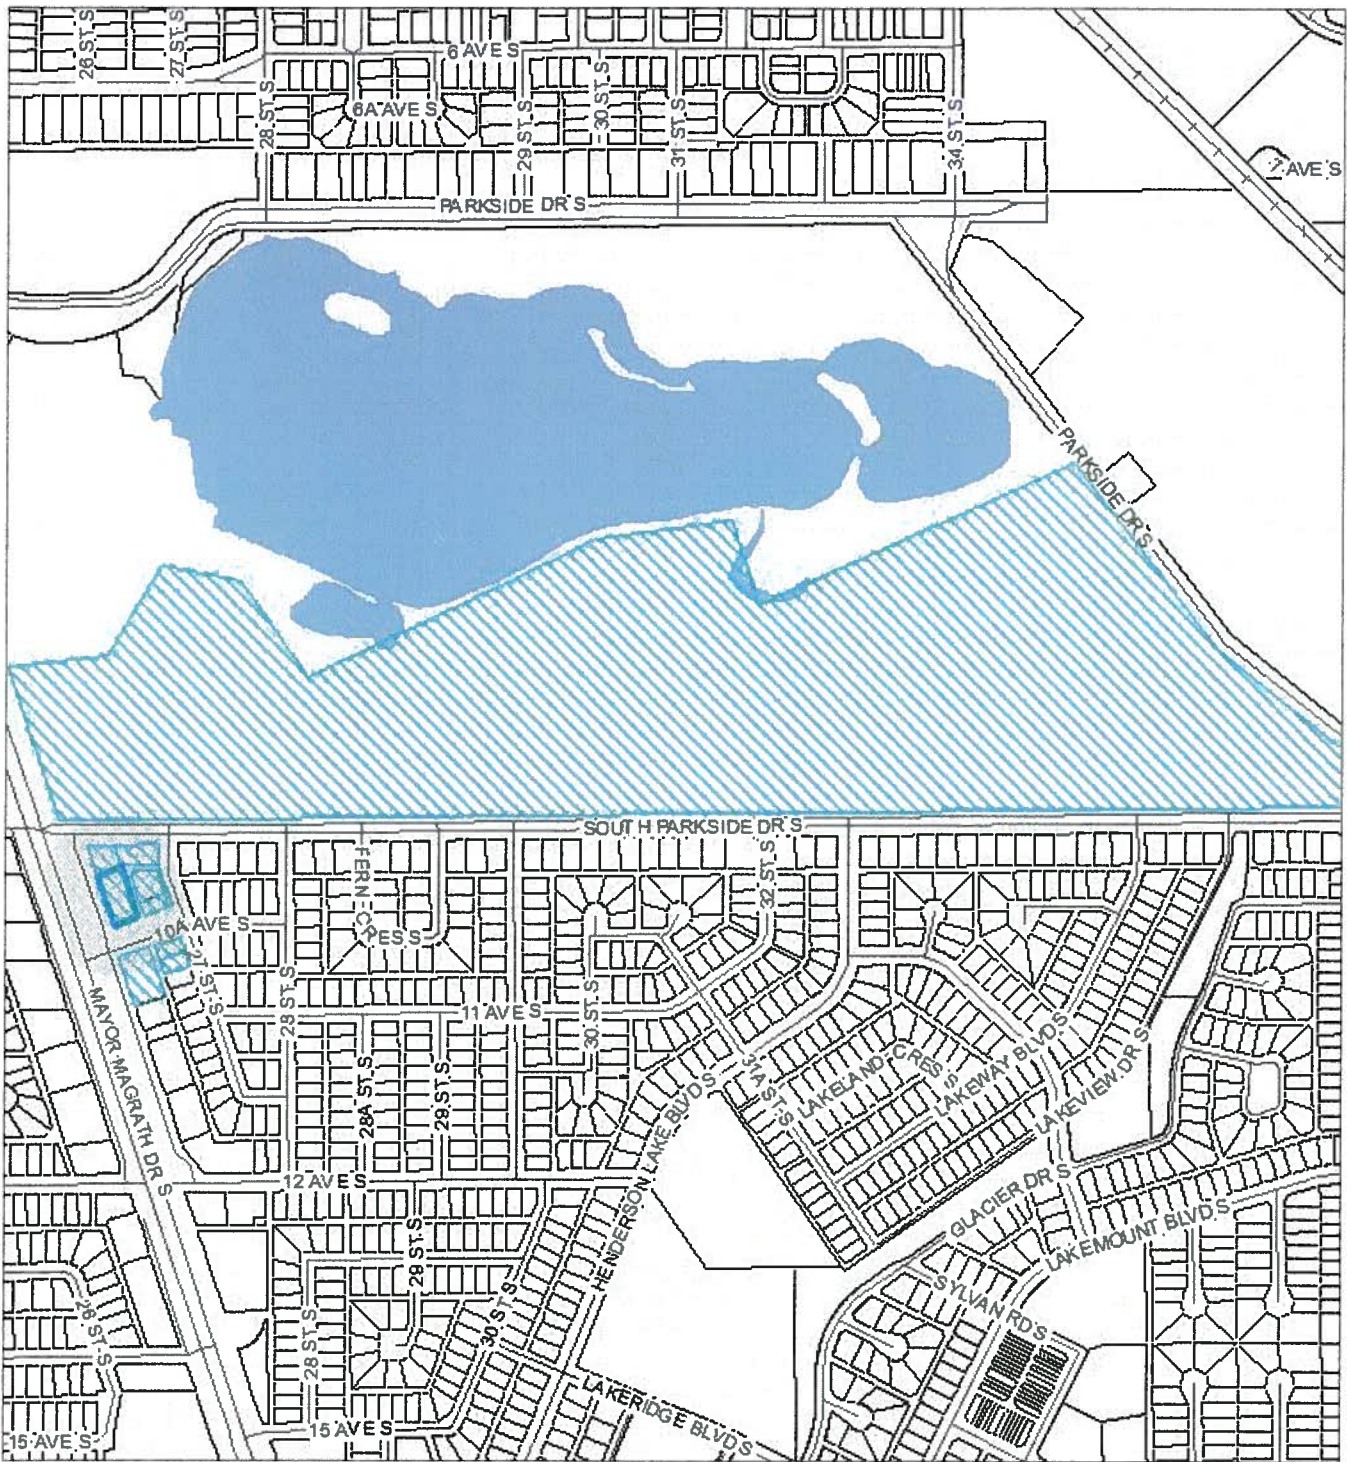 26 ST S
27 ST S
6 AVE S
28 ST S
6A AVE S
29 ST S
30 ST S
31 ST S
34 ST S
7 AVE S
PARKSIDE DR S
PARKSIDE DR S
SOUTH PARKSIDE DR S
FERN CRES S
32 ST S
10A AVE S
27 ST S
28 ST S
11 AVE S
30 ST S
MAYOR MAGRATH DR S
28A ST S
29 ST S
31A ST S
LAKELAND CRES S
LAKEWAY BLVD S
LAKEVIEW DR S
HENDERSON LAKE BLVD S
12 AVE S
GLACIER DR S
LAKEMOUNT BLVD S
29 ST S
SYLVAN RD S
26 ST S
28 ST S
30 ST S
LAKERIDGE BLVD S
15 AVE S
15 AVE S